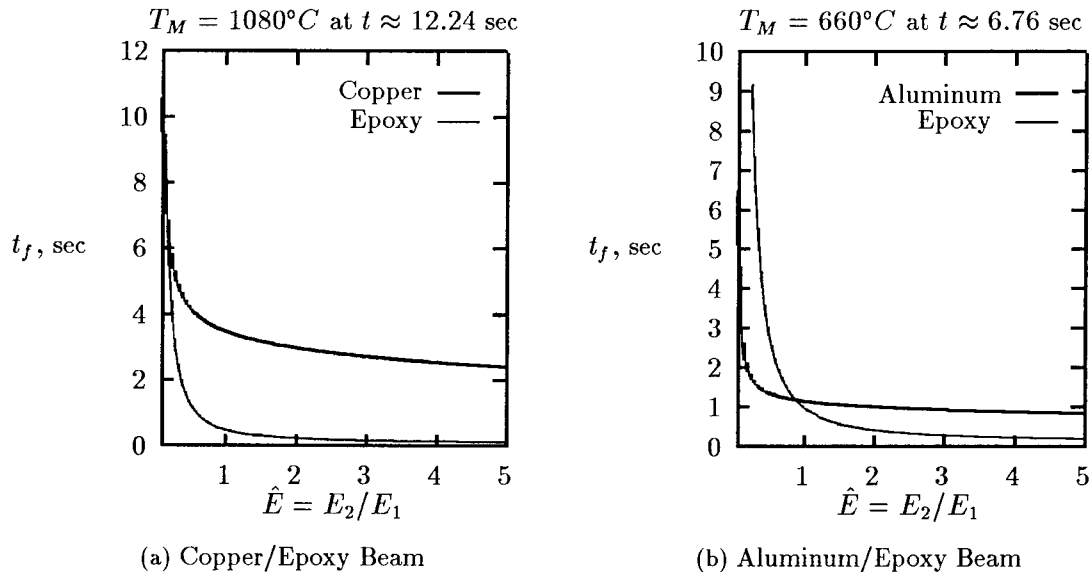 T_M = 1080°C at t ≈ 12.24 sec
12
10
8
6
4
2
0
t_f, sec
Copper
Epoxy
1 2 3 4 5
Ê = E_2/E_1
(a) Copper/Epoxy Beam
T_M = 660°C at t ≈ 6.76 sec
10
9
8
7
6
5
4
3
2
1
0
t_f, sec
Aluminum
Epoxy
1 2 3 4 5
Ê = E_2/E_1
(b) Aluminum/Epoxy Beam